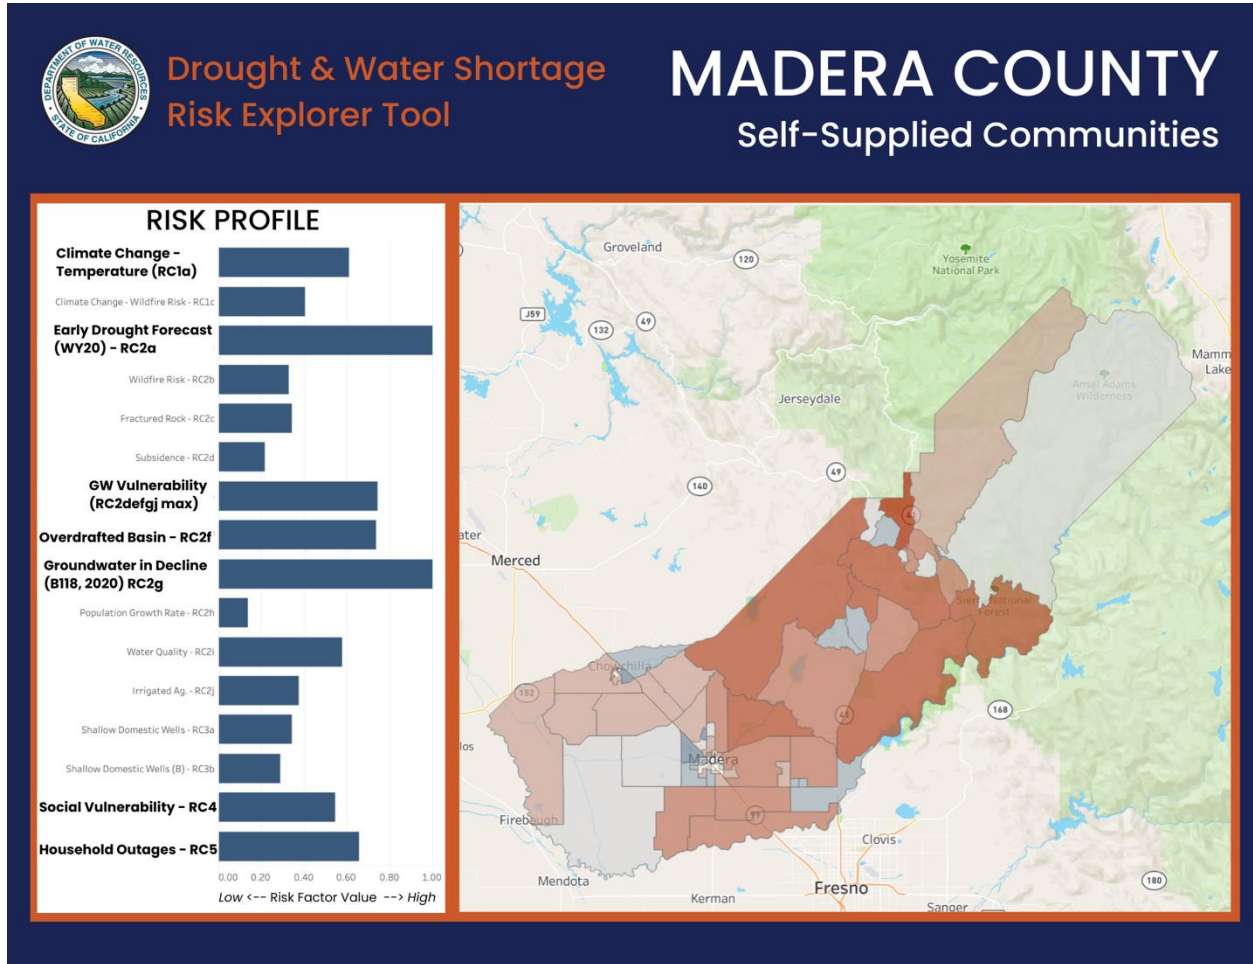 DEPARTMENT OF WATER RESOURCES
STATE OF CALIFORNIA
Drought & Water Shortage
Risk Explorer Tool
MADERA COUNTY
Self-Supplied Communities
RISK PROFILE
Climate Change -
Temperature (RC1a)
Climate Change - Wildfire Risk - RC1c
Early Drought Forecast
(WY20) - RC2a
Wildfire Risk - RC2b
Fractured Rock - RC2c
Subsidence - RC2d
GW Vulnerability
(RC2defgj max)
Overdrafted Basin - RC2f
Groundwater in Decline
(B118, 2020) RC2g
Population Growth Rate - RC2h
Water Quality - RC2i
Irrigated Ag. - RC2j
Shallow Domestic Wells - RC3a
Shallow Domestic Wells (B) - RC3b
Social Vulnerability - RC4
Household Outages - RC5
0.00 0.20 0.40 0.60 0.80 1.00
Low <-- Risk Factor Value --> High
Groveland
120
Yosemite
National Park
J59
49
132
Mamm
Lake
Ansel Adams
Wilderness
Jerseydale
49
140
41
ater
Merced
Sierra National
Forest
Chowchilla
152
41
168
los
Madera
Firebaugh
99
Clovis
Mendota
Fresno
180
Kerman
Sanger